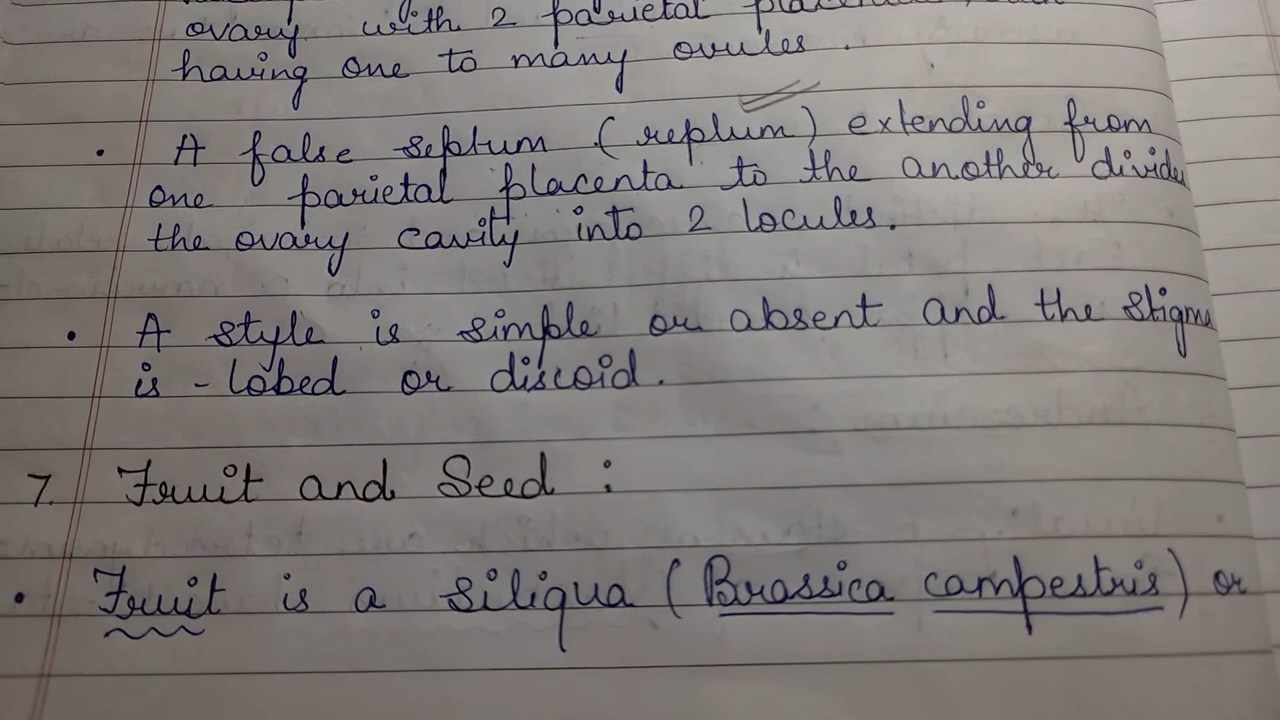 ovary with 2 parietal
having one to many ovules.
• A false septum (replum) extending from
one parietal placenta to the another divide
the ovary cavity into 2 locules.
• A style is simple or absent and the stigma
is - lobed or discoid.
7. Fruit and Seed :
• Fruit is a siliqua (Brassica campestris) or